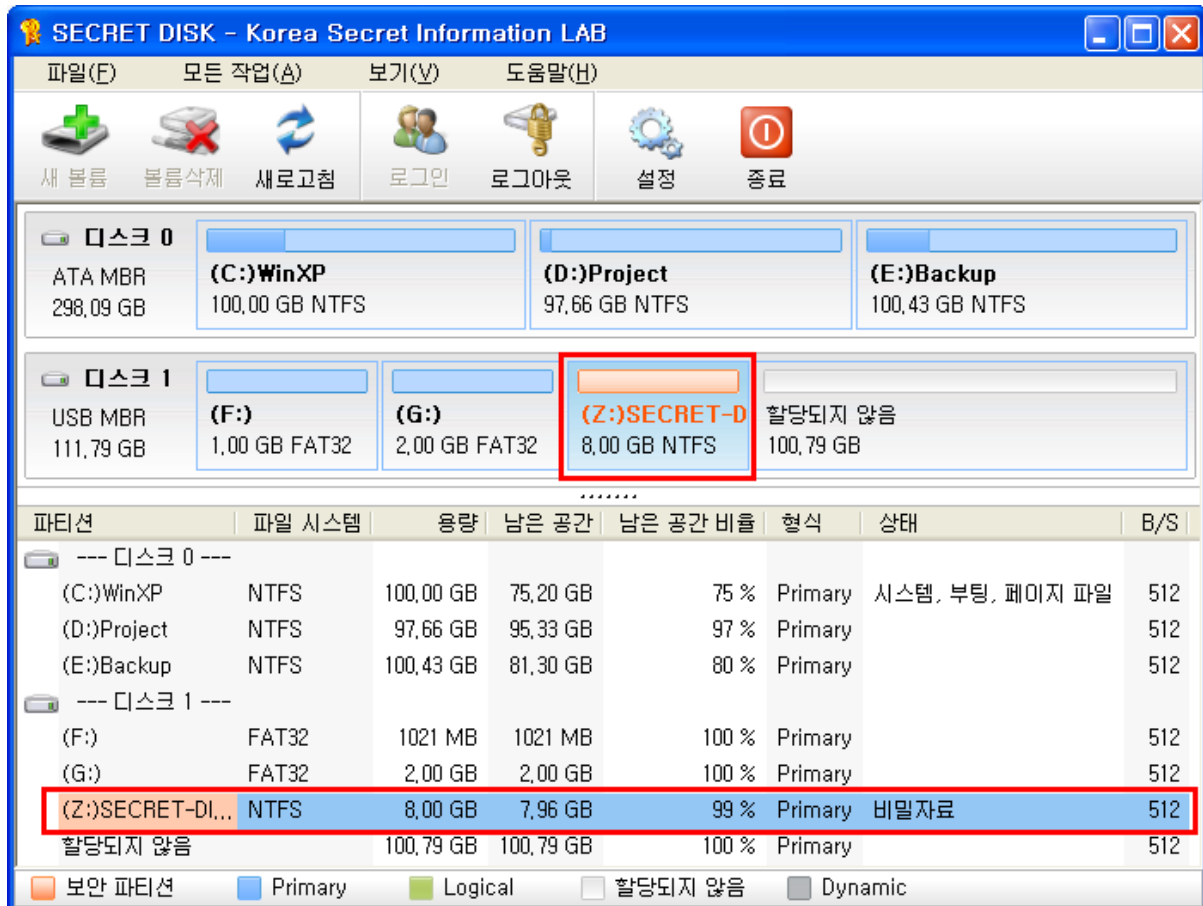 SECRET DISK - Korea Secret Information LAB
파일(F) 모든 작업(A) 보기(V) 도움말(H)
새 볼륨 볼륨삭제 새로고침 로그인 로그아웃 설정 종료
디스크 0
ATA MBR
298,09 GB
(C:)WinXP
100,00 GB NTFS
(D:)Project
97,66 GB NTFS
(E:)Backup
100,43 GB NTFS
디스크 1
USB MBR
111,79 GB
(F:)
1,00 GB FAT32
(G:)
2,00 GB FAT32
(Z:)SECRET-D
8,00 GB NTFS
할당되지 않음
100,79 GB
파티션 파일 시스템 용량 남은 공간 남은 공간 비율 형식 상태 B/S
--- 디스크 0 ---
(C:)WinXP NTFS 100,00 GB 75,20 GB 75 % Primary 시스템, 부팅, 페이지 파일 512
(D:)Project NTFS 97,66 GB 95,33 GB 97 % Primary 512
(E:)Backup NTFS 100,43 GB 81,30 GB 80 % Primary 512
--- 디스크 1 ---
(F:) FAT32 1021 MB 1021 MB 100 % Primary 512
(G:) FAT32 2,00 GB 2,00 GB 100 % Primary 512
(Z:)SECRET-DI... NTFS 8,00 GB 7,96 GB 99 % Primary 비밀자료 512
할당되지 않음 100,79 GB 100,79 GB 100 % Primary 512
보안 파티션 Primary Logical 할당되지 않음 Dynamic